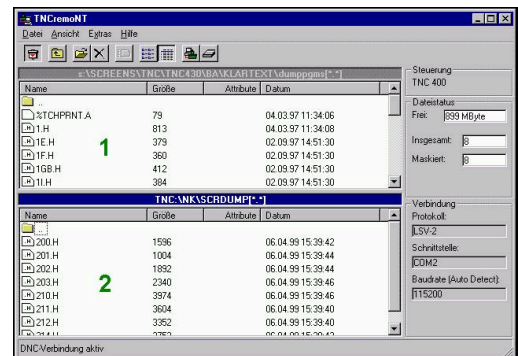 TNCremoNT
Datei Ansicht Extras Hilfe
s:\SCREENS\TNC\TNC430\BA\KLARTEXT\dumppgms[*.*]
Name Größe Attribute Datum
..
%TCHPRNT.A 79 04.03.97 11:34:06
1.H 813 04.03.97 11:34:08
1E.H 379 02.09.97 14:51:30
1F.H 360 02.09.97 14:51:30
1GB.H 412 02.09.97 14:51:30
1I.H 384 02.09.97 14:51:30
1
TNC:\NK\SCRDUMP[*.*]
Name Größe Attribute Datum
..
200.H 1596 06.04.99 15:39:42
201.H 1004 06.04.99 15:39:44
202.H 1892 06.04.99 15:39:44
203.H 2340 06.04.99 15:39:46
210.H 3974 06.04.99 15:39:46
211.H 3604 06.04.99 15:39:40
212.H 3352 06.04.99 15:39:40
2
Steuerung
TNC 400
Dateistatus
Frei: 899 MByte
Insgesamt: 8
Maskiert: 8
Verbindung
Protokoll:
LSV-2
Schnittstelle:
COM2
Baudrate (Auto Detect):
115200
DNC-Verbindung aktiv